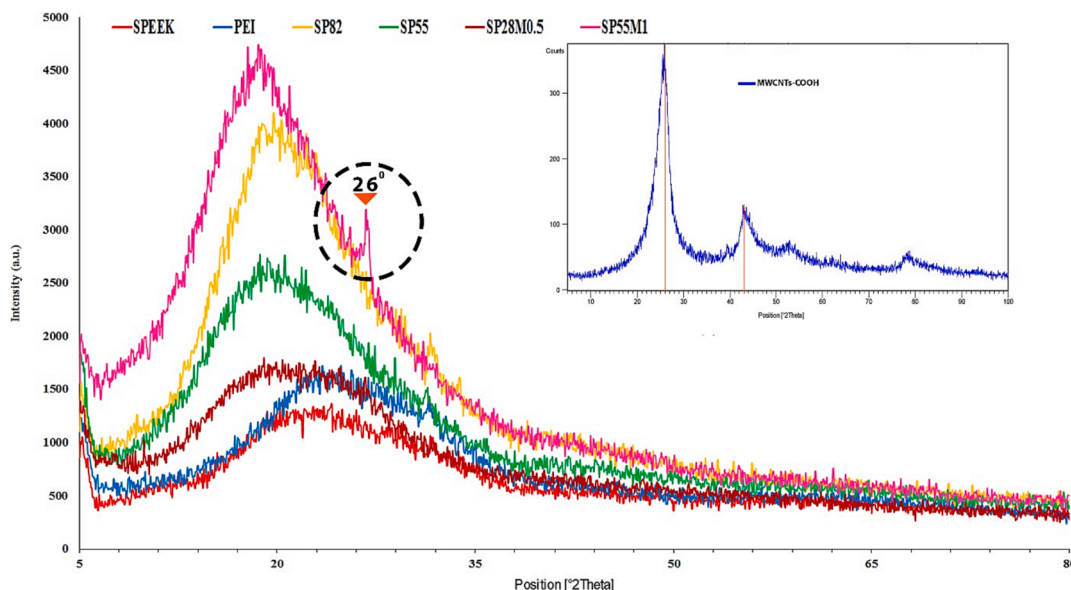 SPEEK PEI SP82 SP55 SP28M0.5 SP55M1
5000
4500
4000
3500
3000
2500
2000
1500
1000
500
0
Intensity (a.u.)
5 20 35 50 65 80
Position [°2Theta]
26⁰
Counts
300
200
100
0
MWCNTs-COOH
10 20 30 40 50 60 70 80 90 100
Position [°2Theta]